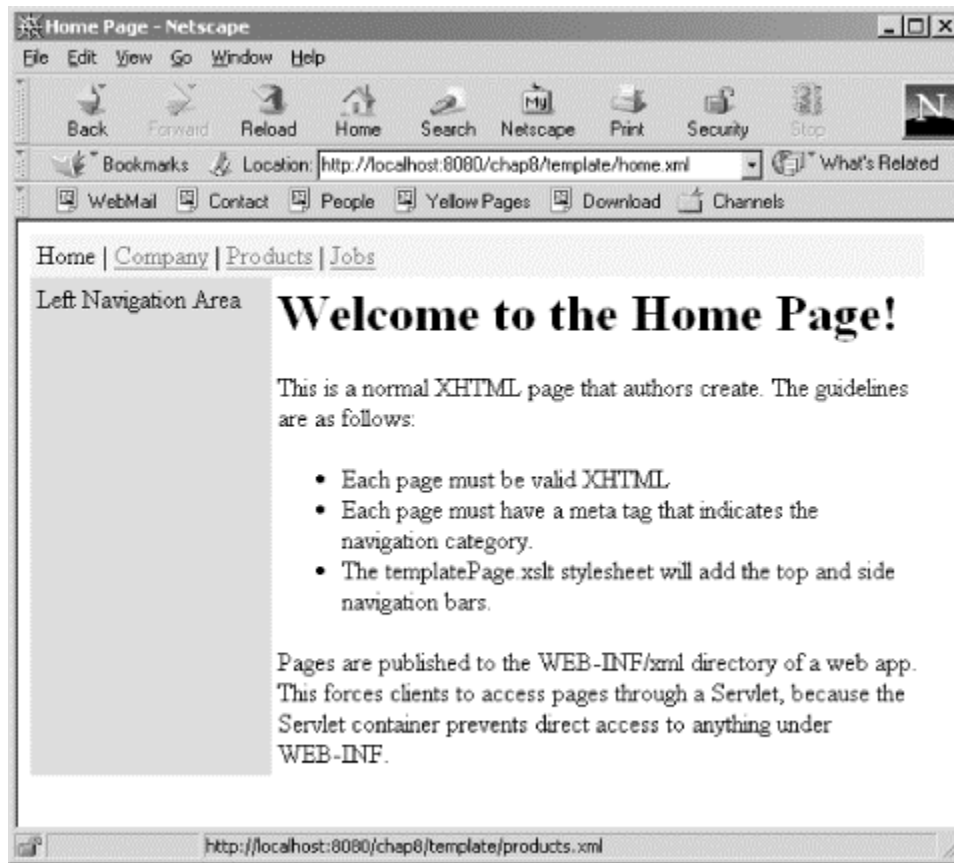 Home Page - Netscape
File Edit View Go Window Help
My N
Back Forward Reload Home Search Netscape Print Security Stop
Bookmarks Location: http://localhost:8080/chap8/template/home.xml What's Related
WebMail Contact People Yellow Pages Download Channels
Home | Company | Products | Jobs
Left Navigation Area
Welcome to the Home Page!
This is a normal XHTML page that authors create. The guidelines
are as follows:
• Each page must be valid XHTML
• Each page must have a meta tag that indicates the
navigation category.
• The templatePage.xslt stylesheet will add the top and side
navigation bars.
Pages are published to the WEB-INF/xml directory of a web app.
This forces clients to access pages through a Servlet, because the
Servlet container prevents direct access to anything under
WEB-INF.
http://localhost:8080/chap8/template/products.xml